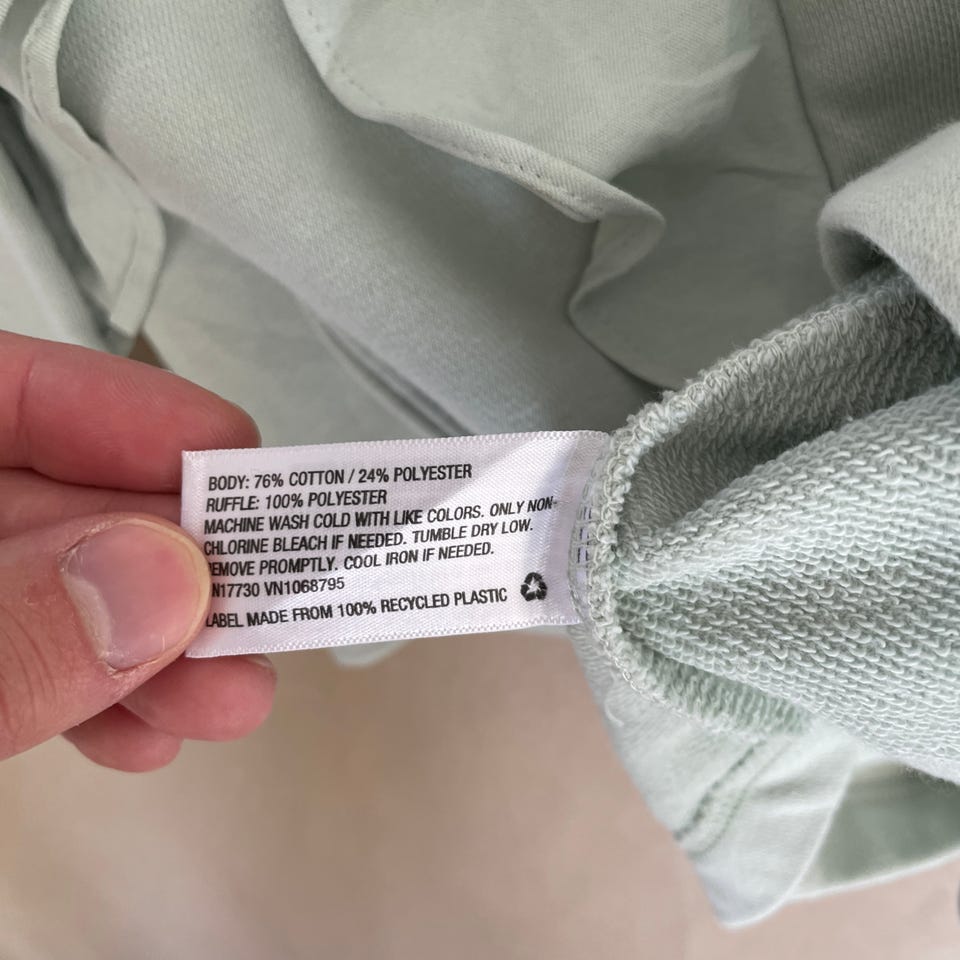 BODY: 76% COTTON / 24% POLYESTER
RUFFLE: 100% POLYESTER
MACHINE WASH COLD WITH LIKE COLORS. ONLY NON-
CHLORINE BLEACH IF NEEDED. TUMBLE DRY LOW.
EMOVE PROMPTLY. COOL IRON IF NEEDED.
N17730 VN1068795
LABEL MADE FROM 100% RECYCLED PLASTIC